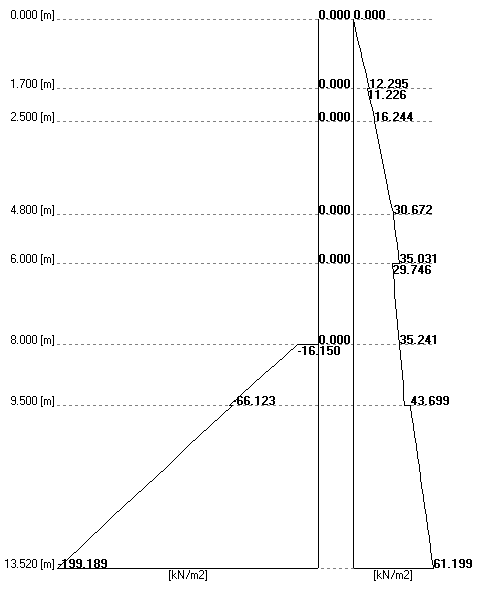 0.000 [m] 0.000 0.000
1.700 [m] 0.000 12.295
11.226
2.500 [m] 0.000 16.244
4.800 [m] 0.000 30.672
6.000 [m] 0.000 35.031
29.746
8.000 [m] 0.000 35.241
-16.150
9.500 [m] -66.123 43.699
13.520 [m] -199.189 61.199
[kN/m2] [kN/m2]